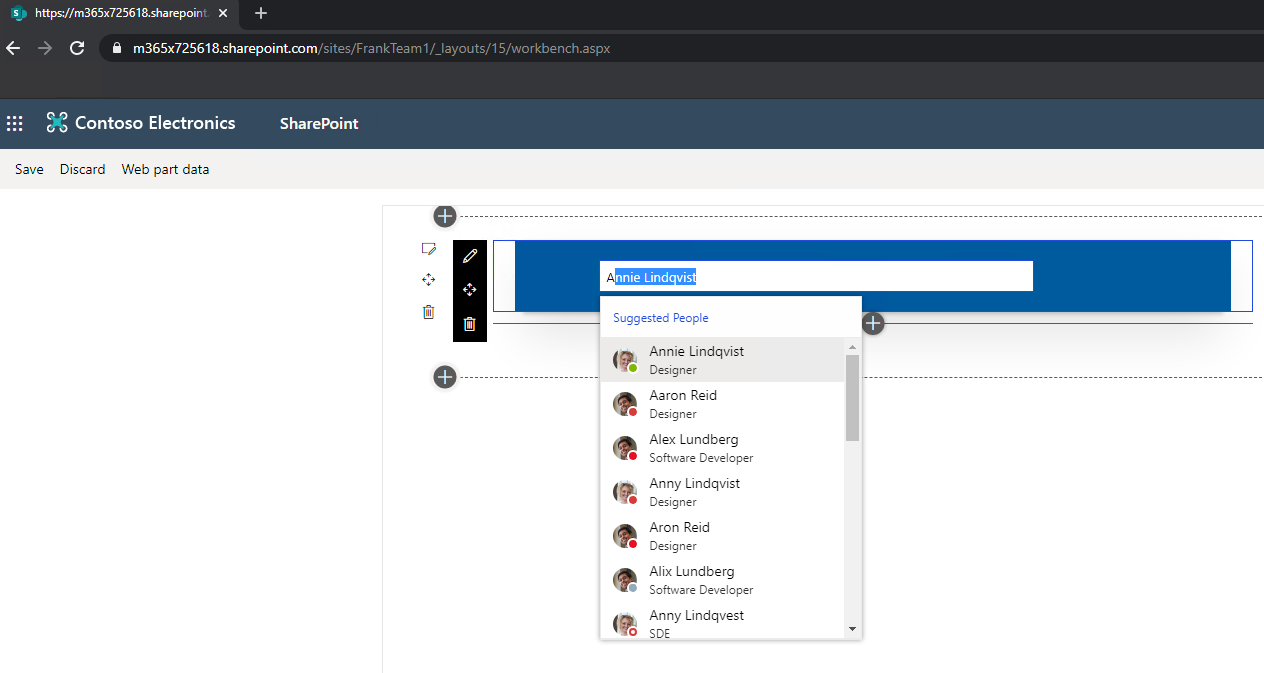 https://m365x725618.sharepoint.
m365x725618.sharepoint.com/sites/FrankTeam1/_layouts/15/workbench.aspx
Contoso Electronics SharePoint
Save Discard Web part data
Annie Lindqvist
Suggested People
Annie Lindqvist
Designer
Aaron Reid
Designer
Alex Lundberg
Software Developer
Anny Lindqvist
Designer
Aron Reid
Designer
Alix Lundberg
Software Developer
Anny Lindqvest
SDE